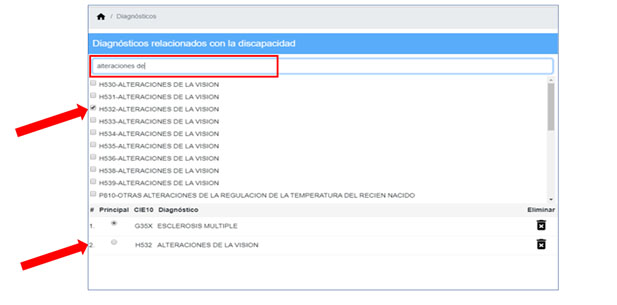 / Diagnósticos
Diagnósticos relacionados con la discapacidad
alteraciones de
H530-ALTERACIONES DE LA VISION
H531-ALTERACIONES DE LA VISION
H532-ALTERACIONES DE LA VISION
H533-ALTERACIONES DE LA VISION
H534-ALTERACIONES DE LA VISION
H535-ALTERACIONES DE LA VISION
H536-ALTERACIONES DE LA VISION
H538-ALTERACIONES DE LA VISION
H539-ALTERACIONES DE LA VISION
P810-OTRAS ALTERACIONES DE LA REGULACION DE LA TEMPERATURA DEL RECIEN NACIDO
# Principal CIE10 Diagnóstico Eliminar
1. G35X ESCLEROSIS MULTIPLE
2. H532 ALTERACIONES DE LA VISION